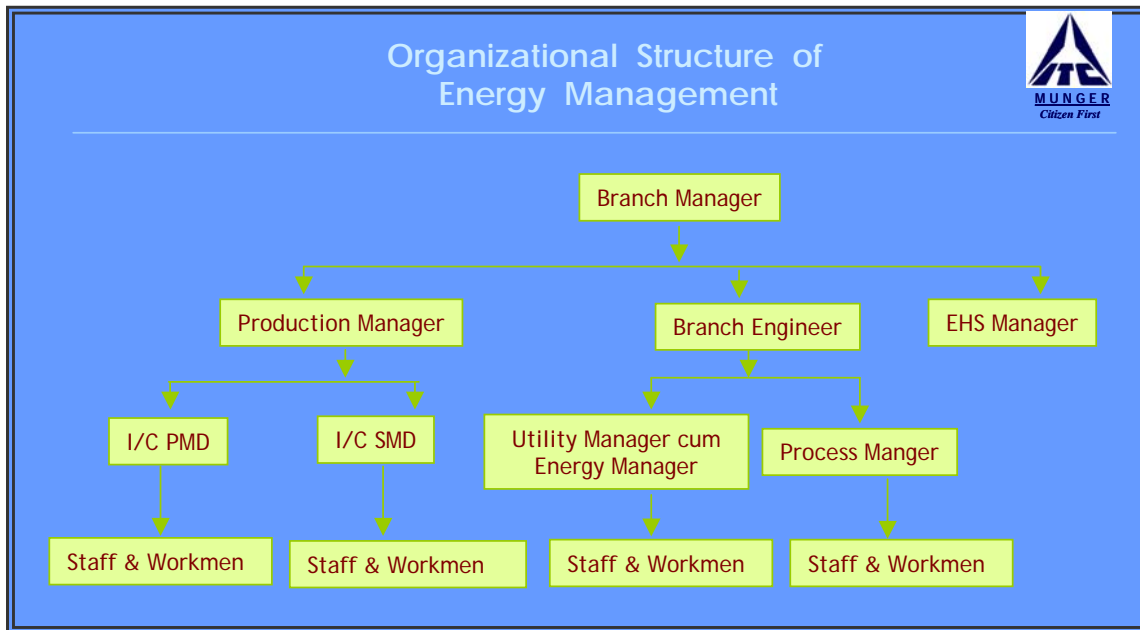 Organizational Structure of
Energy Management
ITC
MUNGER
Citizen First
Branch Manager
Production Manager
Branch Engineer
EHS Manager
I/C PMD
I/C SMD
Utility Manager cum
Energy Manager
Process Manger
Staff & Workmen
Staff & Workmen
Staff & Workmen
Staff & Workmen